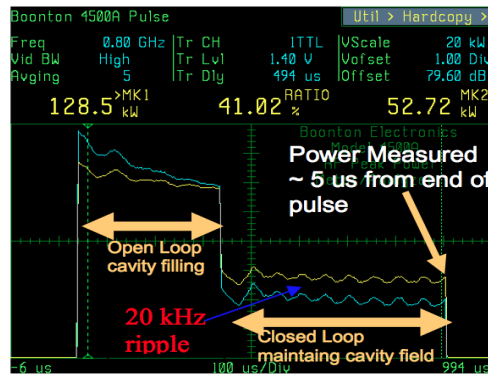 Boonton 4500A Pulse Util > Hardcopy >
Freq 0.80 GHz Tr CH 1TTL VScale 20 kW
Vid BW High Tr Lvl 1.40 V Vofset 1.00 Div
Avging 5 Tr Dly 494 us Offset 79.60 dB
>MK1 RATIO MK2
128.5 kW 41.02 % 52.72 kW
Boonton Electronics
Power Measured
~ 5 us from end of
pulse
Open Loop
cavity filling
20 kHz
ripple
Closed Loop
maintaing cavity field
-6 us 100 us/Div 994 us